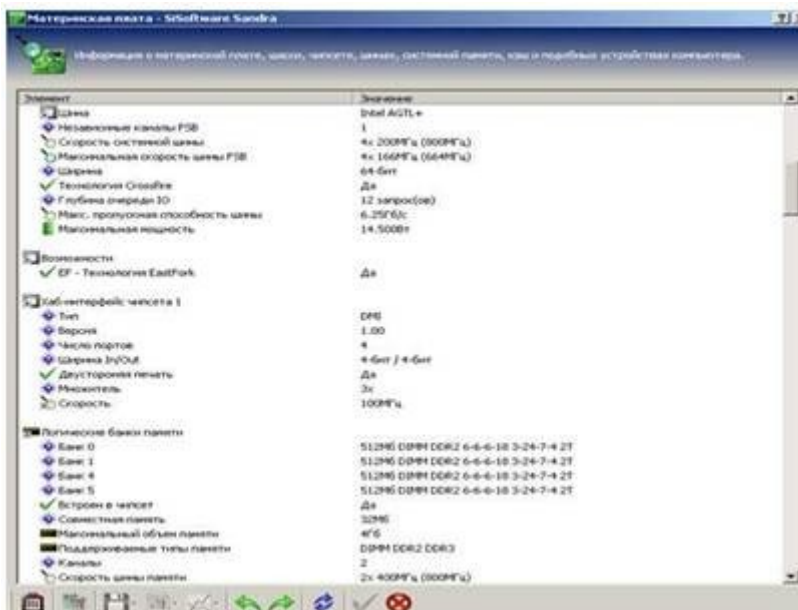 Материнская плата - SiSoftware Sandra
Информация о материнской плате, шасси, чипсете, шинах, системной памяти, кэш и подобных устройствах компьютера.
Элемент Значение
Шина Intel AGTL+
Независимые каналы FSB 1
Скорость системной шины 4x 200МГц (800МГц)
Максимальная скорость шины FSB 4x 166МГц (664МГц)
Ширина 64-бит
Технология Crossfire Да
Глубина очереди IO 12 запрос(ов)
Макс. пропускная способность шины 6.25Гб/с
Максимальная мощность 14.500Вт
Возможности
EF - Технология EastFork Да
Хаб-интерфейс чипсета 1
Тип DMI
Версия 1.00
Число портов 4
Ширина In/Out 4-бит / 4-бит
Двусторонняя печать Да
Множитель 3x
Скорость 100МГц
Логические банки памяти
Банк 0 512Мб DIMM DDR2 6-6-6-18 3-24-7-4 2T
Банк 1 512Мб DIMM DDR2 6-6-6-18 3-24-7-4 2T
Банк 4 512Мб DIMM DDR2 6-6-6-18 3-24-7-4 2T
Банк 5 512Мб DIMM DDR2 6-6-6-18 3-24-7-4 2T
Встроен в чипсет Да
Совместная память 32Мб
Максимальный объем памяти 4Гб
Поддерживаемые типы памяти DIMM DDR2 DDR3
Каналы 2
Скорость шины памяти 2x 400МГц (800МГц)